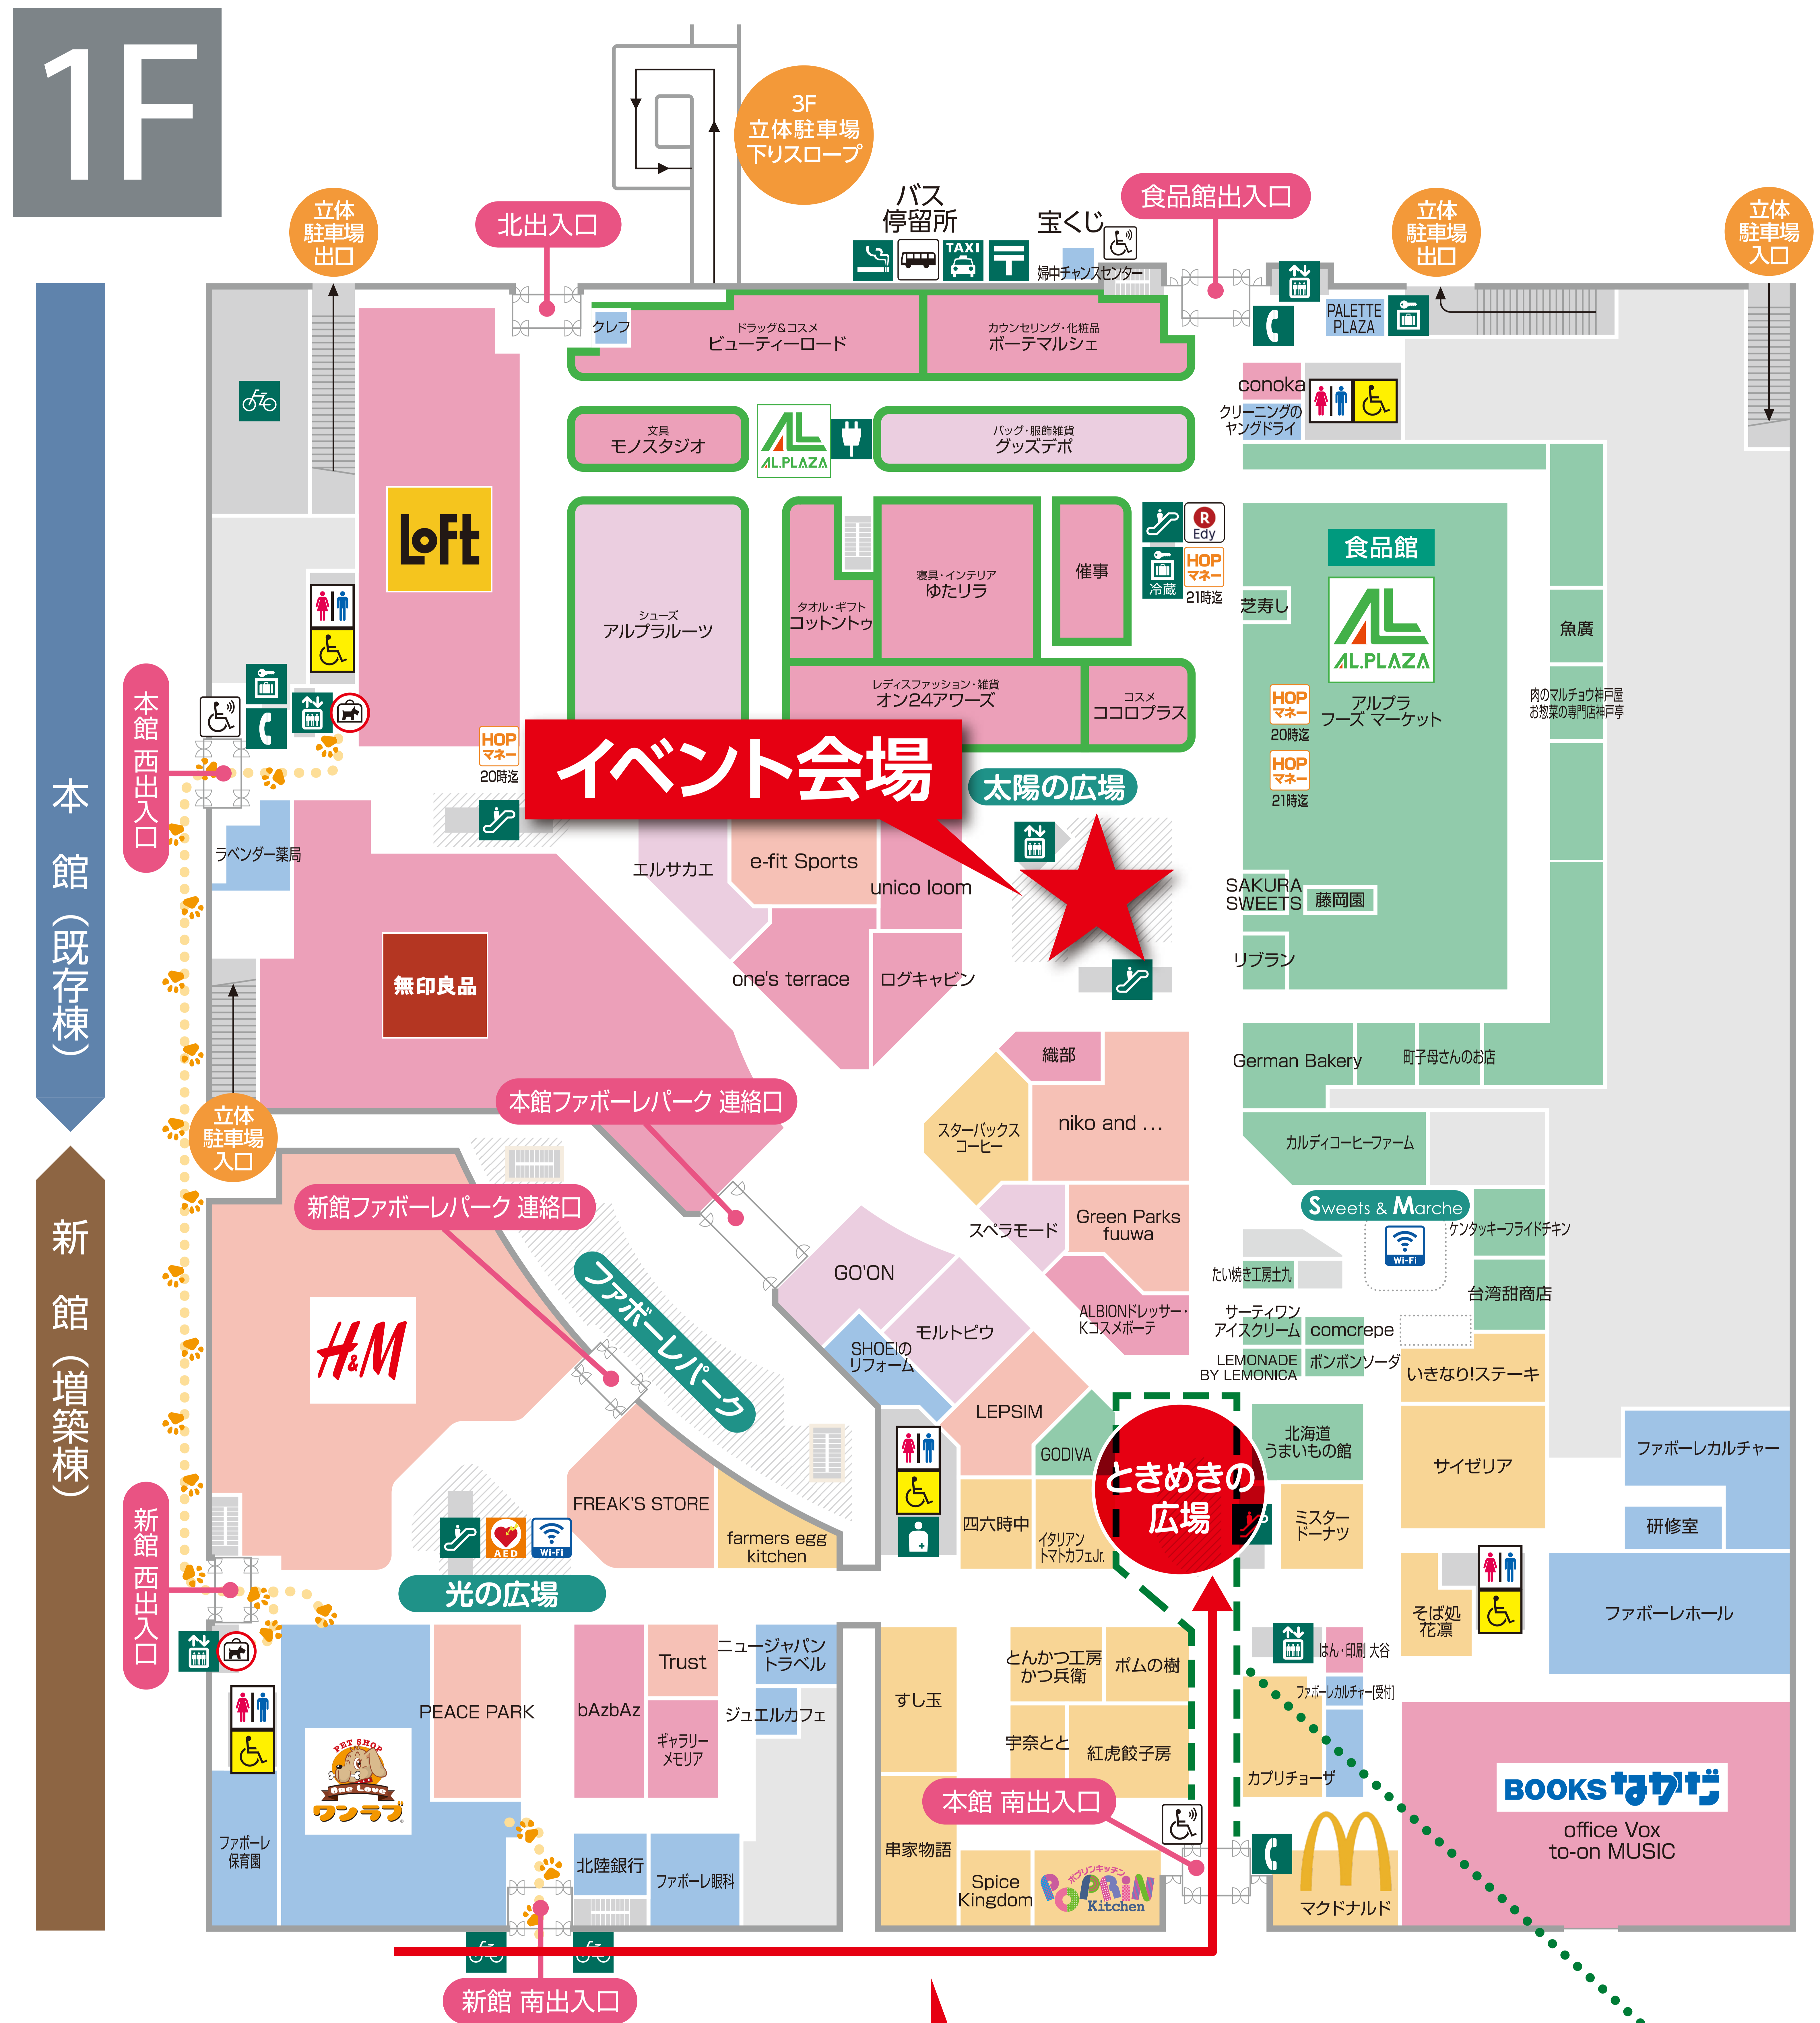 1F
3F
立体駐車場
下りスロープ
立体
駐車場
出口
北出入口
バス
停留所
TAXI
宝くじ
婦中チャンスセンター
食品館出入口
立体
駐車場
出口
立体
駐車場
入口
PALETTE
PLAZA
クレフ
ドラッグ&コスメ
ビューティーロード
カウンセリング・化粧品
ボーテマルシェ
conoka
クリーニングの
ヤングドライ
文具
モノスタジオ
AL.PLAZA
バッグ・服飾雑貨
グッズデポ
LOFT
シューズ
アルプラルーツ
タオル・ギフト
コットントゥ
寝具・インテリア
ゆたリラ
催事
R
Edy
冷蔵
HOP
マネー
21時迄
食品館
AL.PLAZA
アルプラ
フーズ マーケット
芝寿し
魚廣
肉のマルチョウ神戸屋
お惣菜の専門店神戸亭
HOP
マネー
20時迄
HOP
マネー
21時迄
レディスファッション・雑貨
オン24アワーズ
コスメ
ココロプラス
本館 西出入口
HOP
マネー
20時迄
イベント会場
太陽の広場
本館(既存棟)
ラベンダー薬局
エルサカエ
e-fit Sports
unico loom
SAKURA
SWEETS
藤岡園
リブラン
無印良品
one's terrace
ログキャビン
German Bakery
町子母さんのお店
織部
niko and ...
スターバックス
コーヒー
カルディコーヒーファーム
本館ファボーレパーク 連絡口
立体
駐車場
入口
新館ファボーレパーク 連絡口
新館(増築棟)
スペラモード
Green Parks
fuuwa
Sweets & Marche
Wi-Fi
ケンタッキーフライドチキン
たい焼き工房土九
台湾甜商店
GO'ON
モルトピウ
ALBIONドレッサー・
Kコスメボーテ
サーティワン
アイスクリーム
comcrepe
LEMONADE
BY LEMONICA
ボンボンソーダ
いきなり!ステーキ
H&M
ファボーレパーク
SHOEIの
リフォーム
LEPSIM
GODIVA
ときめきの
広場
北海道
うまいもの館
サイゼリア
ファボーレカルチャー
研修室
ミスター
ドーナツ
FREAK'S STORE
farmers egg
kitchen
四六時中
イタリアン
トマトカフェJr.
AED
Wi-Fi
光の広場
新館 西出入口
そば処
花凛
ファボーレホール
PEACE PARK
bAzbAz
Trust
ギャラリー
メモリア
ニュージャパン
トラベル
ジュエルカフェ
すし玉
とんかつ工房
かつ兵衛
ポムの樹
宇奈とと
紅虎餃子房
はん・印刷 大谷
ファボーレカルチャー[受付]
カプリチョーザ
PET SHOP
One Love
ワンラブ
ファボーレ
保育園
北陸銀行
ファボーレ眼科
本館 南出入口
串家物語
Spice
Kingdom
ポプリンキッチン
POPRiN
Kitchen
マクドナルド
BOOKSなかだ
office Vox
to-on MUSIC
新館 南出入口